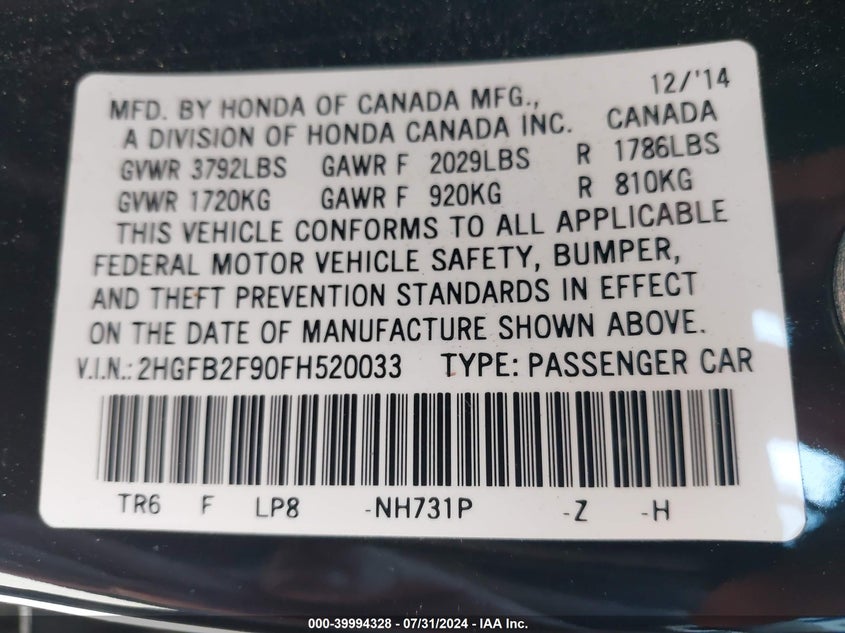 12/'14
MFD. BY HONDA OF CANADA MFG.,
A DIVISION OF HONDA CANADA INC. CANADA
GVWR 3792LBS GAWR F 2029LBS R 1786LBS
GVWR 1720KG GAWR F 920KG R 810KG
THIS VEHICLE CONFORMS TO ALL APPLICABLE
FEDERAL MOTOR VEHICLE SAFETY, BUMPER,
AND THEFT PREVENTION STANDARDS IN EFFECT
ON THE DATE OF MANUFACTURE SHOWN ABOVE.
V.I.N.: 2HGFB2F90FH520033 TYPE: PASSENGER CAR
TR6 F LP8 -NH731P -Z -H
000-39994328 - 07/31/2024 - IAA Inc.